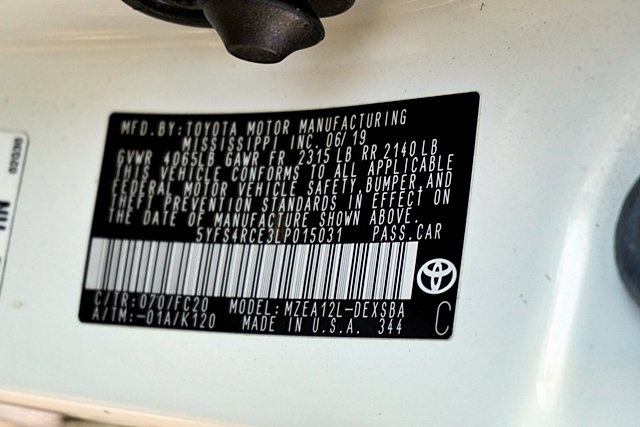 MFD.BY:TOYOTA MOTOR MANUFACTURING
MISSISSIPPI INC. 06/19
GVWR 4065LB GAWR FR 2315LB RR 2140LB
THIS VEHICLE CONFORMS TO ALL APPLICABLE
FEDERAL MOTOR VEHICLE SAFETY,BUMPER,AND
THEFT PREVENTION STANDARDS IN EFFECT ON
THE DATE OF MANUFACTURE SHOWN ABOVE.
5YFS4RCE3LP015031 PASS.CAR
C/TR:070/FC20 MODEL:MZEA12L-DEXSBA
A/TM:-01A/K120 MADE IN U.S.A. 344 C